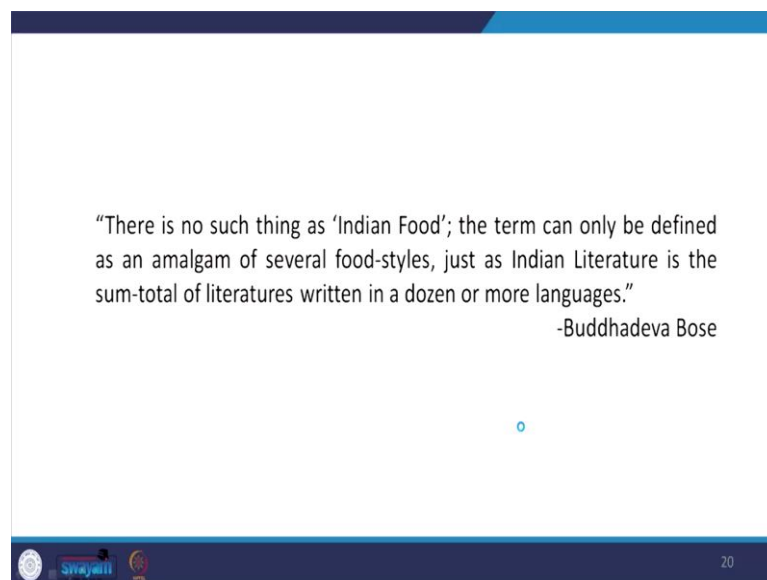 “There is no such thing as ‘Indian Food’; the term can only be defined
as an amalgam of several food-styles, just as Indian Literature is the
sum-total of literatures written in a dozen or more languages.”
-Buddhadeva Bose
swayam
20